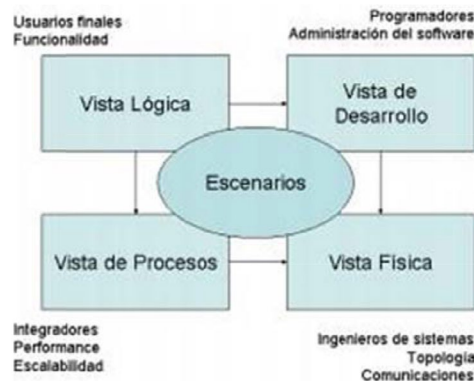 Usuarios finales
Funcionalidad
Programadores
Administración del software
Vista Lógica
Vista de
Desarrollo
Escenarios
Vista de Procesos
Vista Física
Integradores
Performance
Escalabilidad
Ingenieros de sistemas
Topología
Comunicaciones